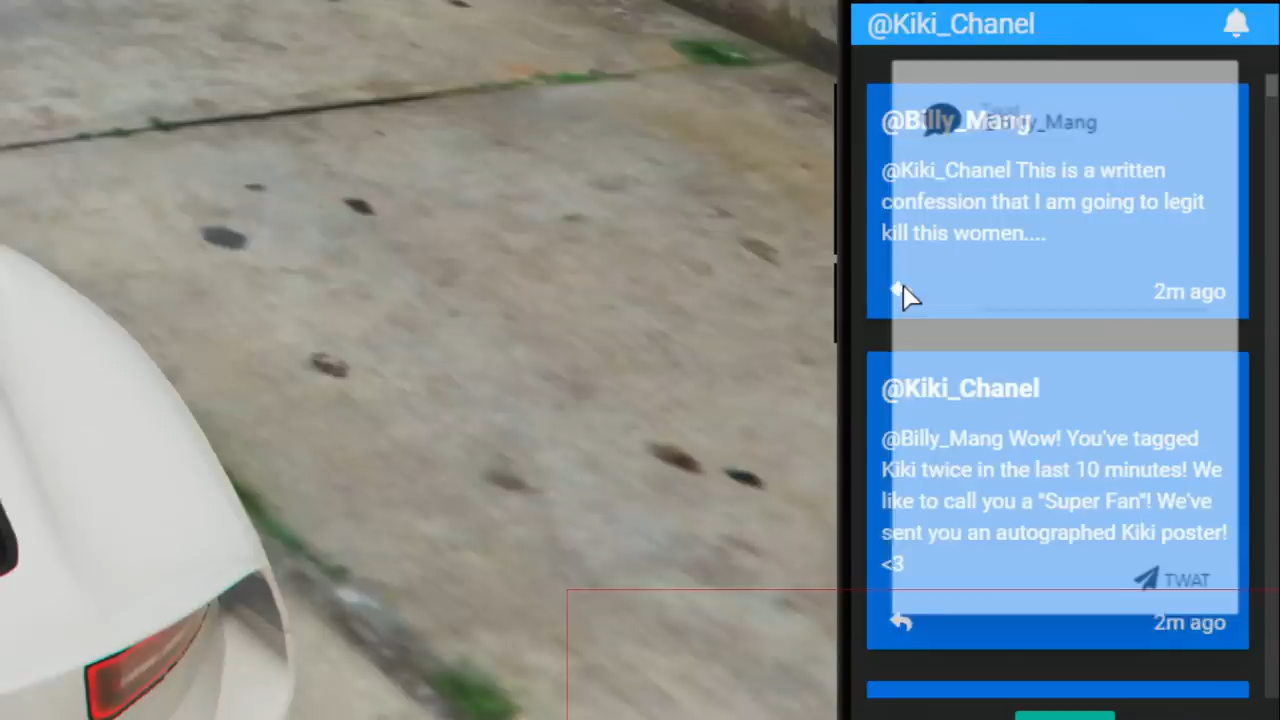 @Kiki_Chanel
@Billy_Mang
@Billy_Mang
@Kiki_Chanel This is a written
confession that I am going to legit
kill this women....
2m ago
@Kiki_Chanel
@Billy_Mang Wow! You've tagged
Kiki twice in the last 10 minutes! We
like to call you a "Super Fan"! We've
sent you an autographed Kiki poster!
<3
TWAT
2m ago